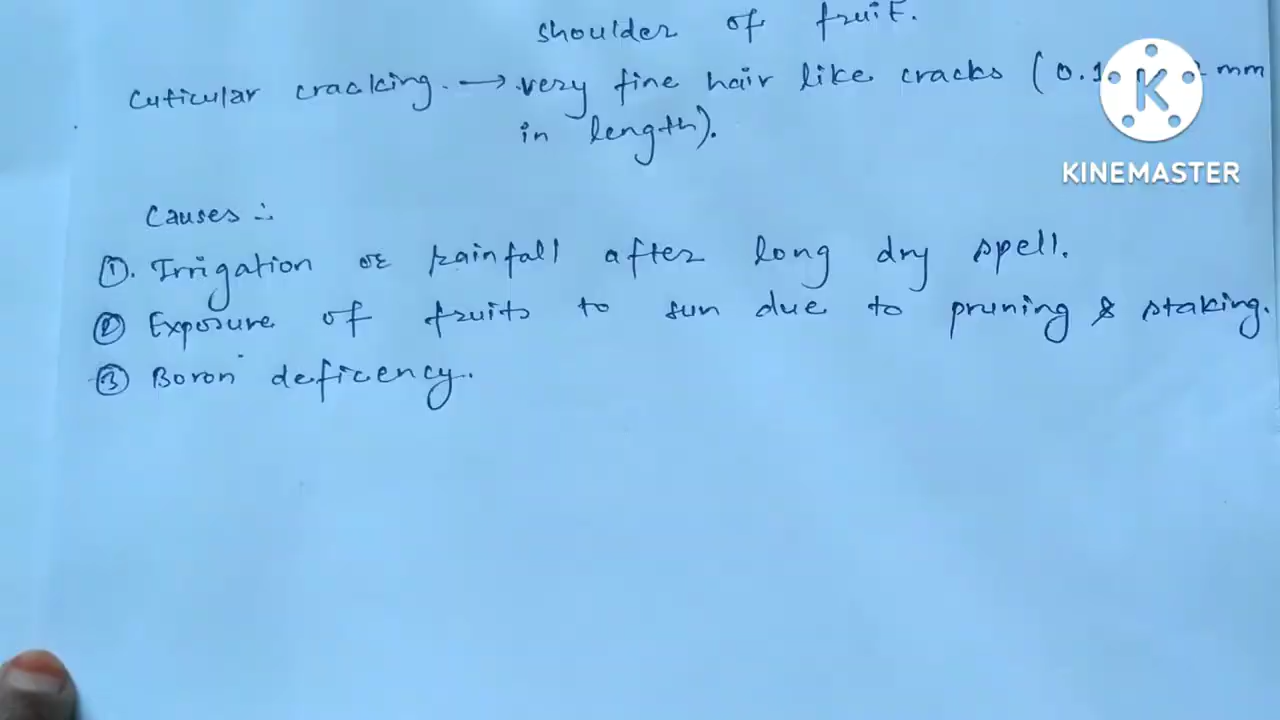 shoulder of fruit.
Cuticular cracking. → very fine hair like cracks (0.1 mm
in length).
K
KINEMASTER
Causes :-
①. Irrigation or rainfall after long dry spell.
② Exposure of fruits to sun due to pruning & staking.
③ Boron deficency.